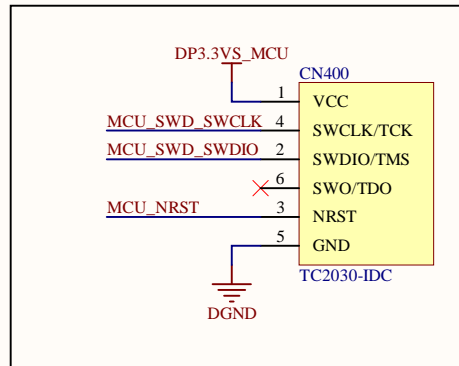 DP3.3VS_MCU
CN400
1 VCC
MCU_SWD_SWCLK 4 SWCLK/TCK
MCU_SWD_SWDIO 2 SWDIO/TMS
6 SWO/TDO
MCU_NRST 3 NRST
5 GND
TC2030-IDC
DGND